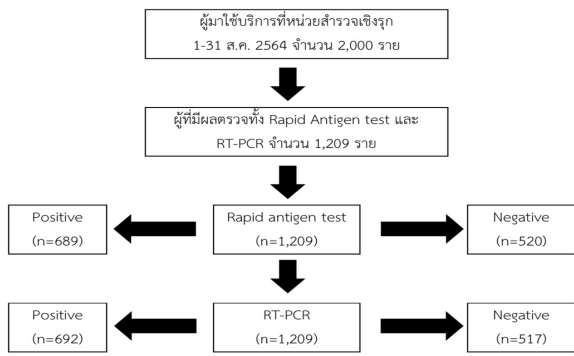 ผู้มาใช้บริการที่หน่วยสำรวจเชิงรุก
1-31 ส.ค. 2564 จำนวน 2,000 ราย
ผู้ที่มีผลตรวจทั้ง Rapid Antigen test และ
RT-PCR จำนวน 1,209 ราย
Positive
(n=689)
Rapid antigen test
(n=1,209)
Negative
(n=520)
Positive
(n=692)
RT-PCR
(n=1,209)
Negative
(n=517)